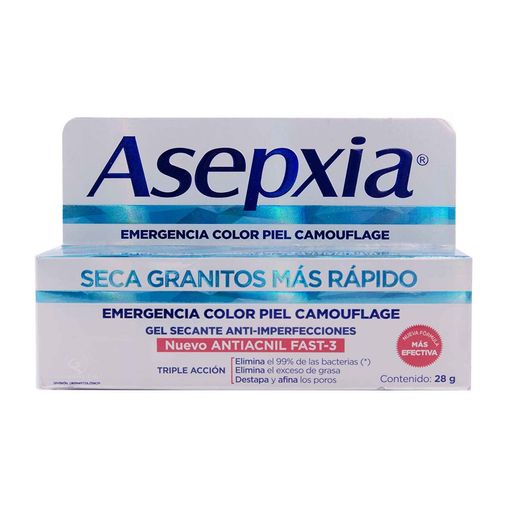 Asepxia®
EMERGENCIA COLOR PIEL CAMOUFLAGE
SECA GRANITOS MÁS RÁPIDO
EMERGENCIA COLOR PIEL CAMOUFLAGE
GEL SECANTE ANTI-IMPERFECCIONES
Nuevo ANTIACNIL FAST-3
TRIPLE ACCIÓN
Elimina el 99% de las bacterias (*)
Elimina el exceso de grasa
Destapa y afina los poros
NUEVA FÓRMULA
MÁS
EFECTIVA
DIVISIÓN DERMATOLÓGICA
Contenido: 28 g